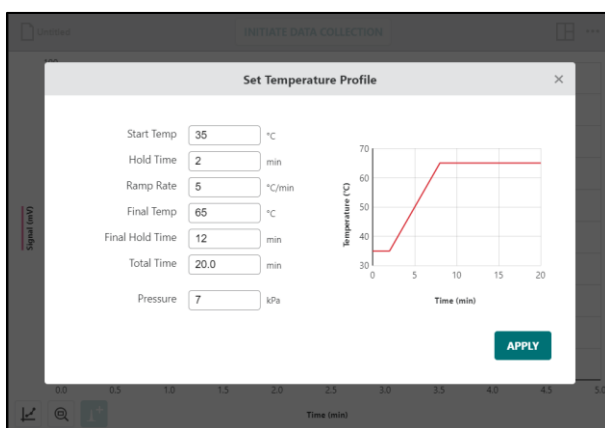 Untitled
INITIATE DATA COLLECTION
100
Set Temperature Profile
Start Temp 35 °C
Hold Time 2 min
Ramp Rate 5 °C/min
Final Temp 65 °C
Final Hold Time 12 min
Total Time 20.0 min
Pressure 7 kPa
Temperature (°C)
70
60
50
40
30
0 5 10 15 20
Time (min)
APPLY
Signal (mV)
0.0 0.5 1.0 1.5 2.0 2.5 3.0 3.5 4.0 4.5 5.0
Time (min)